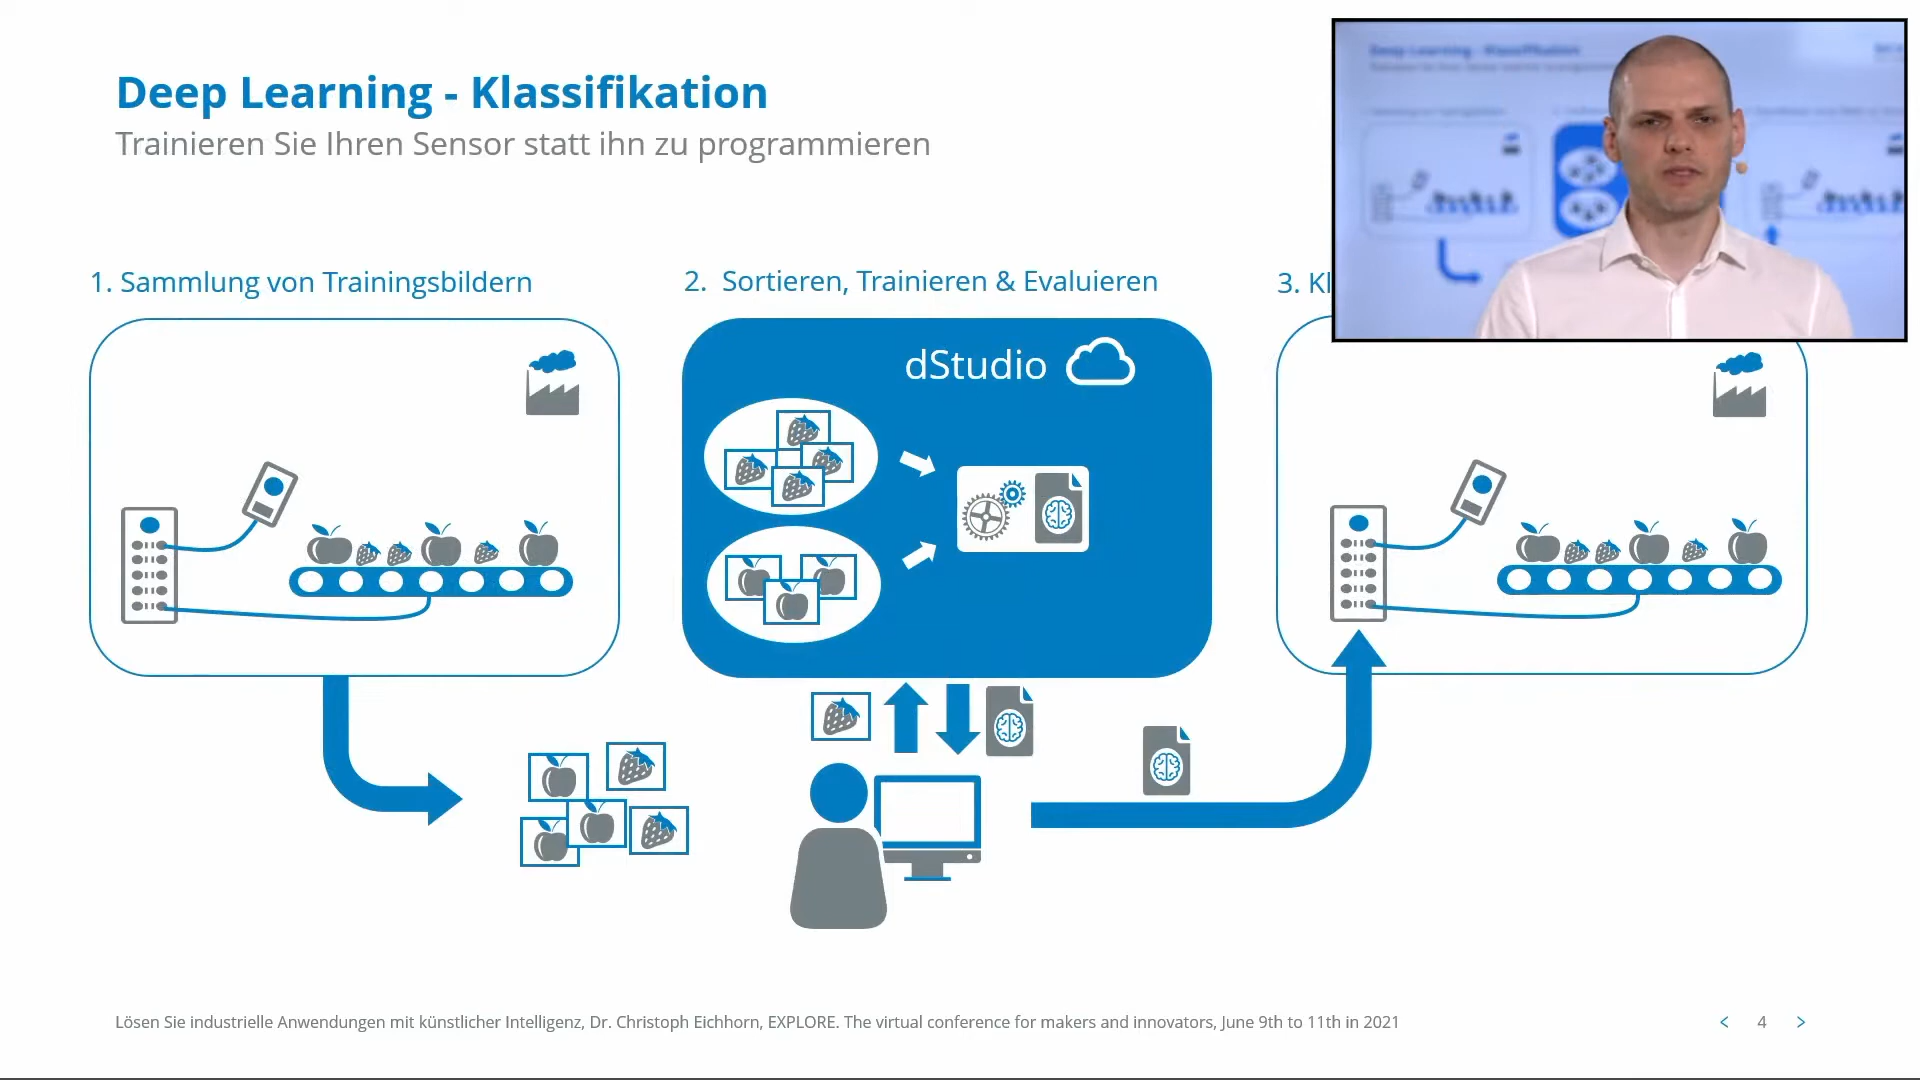 Deep Learning - Klassifikation
Trainieren Sie Ihren Sensor statt ihn zu programmieren
1. Sammlung von Trainingsbildern
2. Sortieren, Trainieren & Evaluieren
3. Kl
dStudio
Lösen Sie industrielle Anwendungen mit künstlicher Intelligenz, Dr. Christoph Eichhorn, EXPLORE. The virtual conference for makers and innovators, June 9th to 11th in 2021
< 4 >